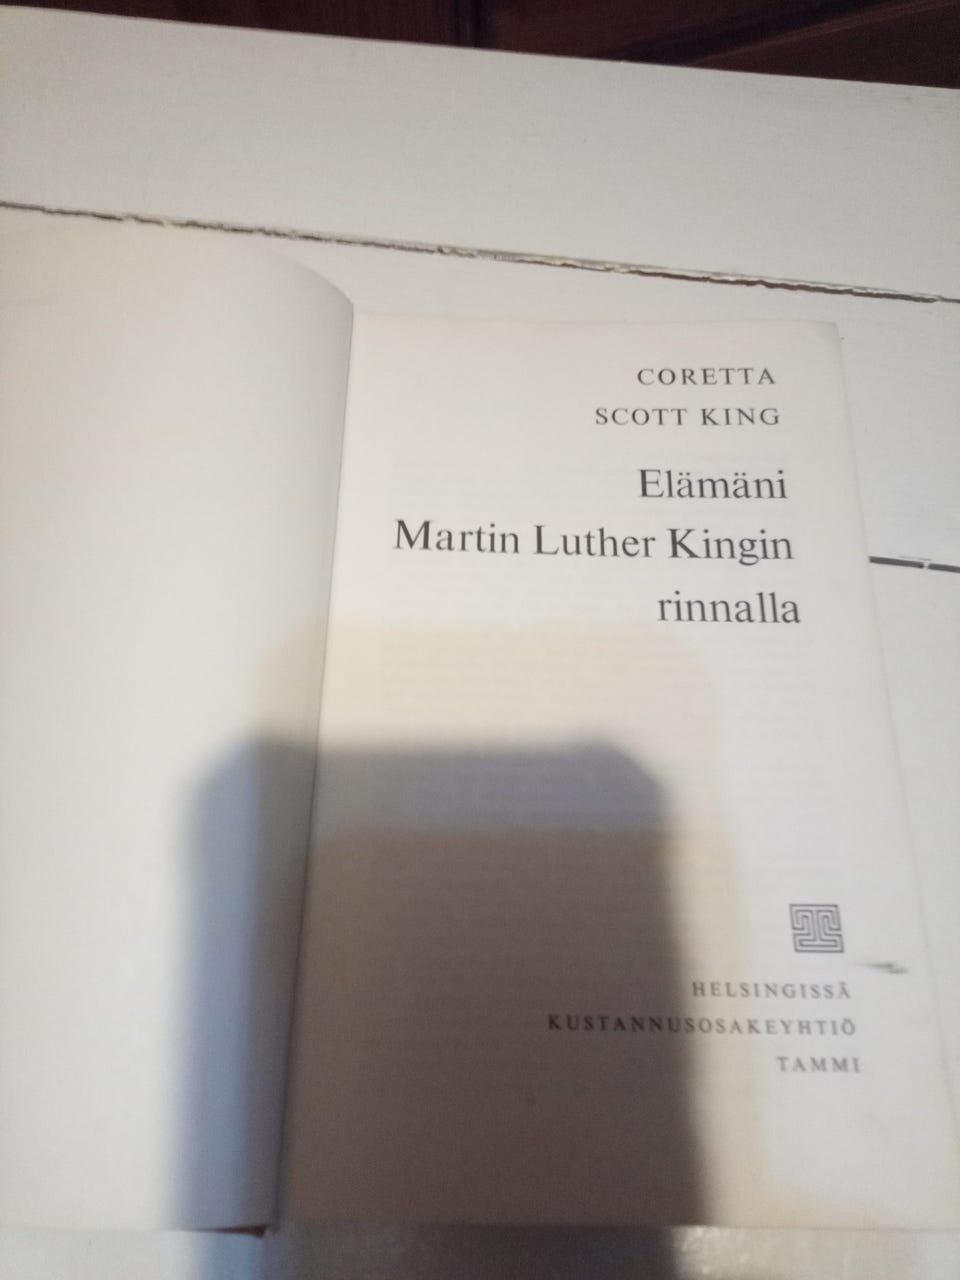 CORETTA
SCOTT KING
Elämäni
Martin Luther Kingin
rinnalla
HELSINGISSÄ
KUSTANNUSOSAKEYHTIÖ
TAMMI